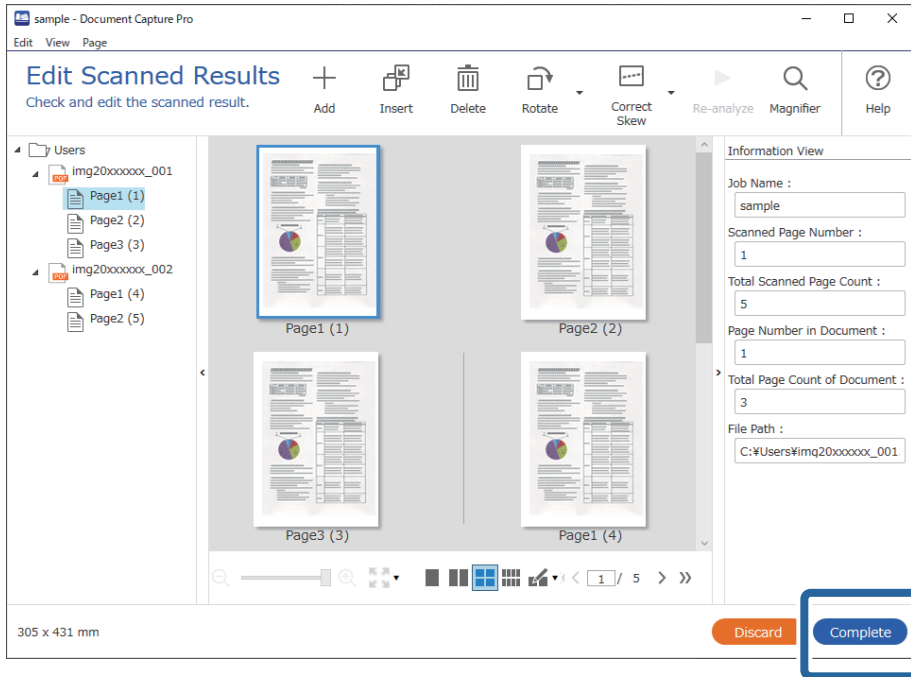 sample - Document Capture Pro
Edit View Page
Edit Scanned Results
Check and edit the scanned result.
Add
Insert
Delete
Rotate
Correct
Skew
Re-analyze
Magnifier
Help
Users
PDF
img20xxxxxx_001
Page1 (1)
Page2 (2)
Page3 (3)
PDF
img20xxxxxx_002
Page1 (4)
Page2 (5)
Page1 (1)
Page2 (2)
Page3 (3)
Page1 (4)
1 / 5
Information View
Job Name :
sample
Scanned Page Number :
1
Total Scanned Page Count :
5
Page Number in Document :
1
Total Page Count of Document :
3
File Path :
C:¥Users¥img20xxxxxx_001.
305 x 431 mm
Discard
Complete